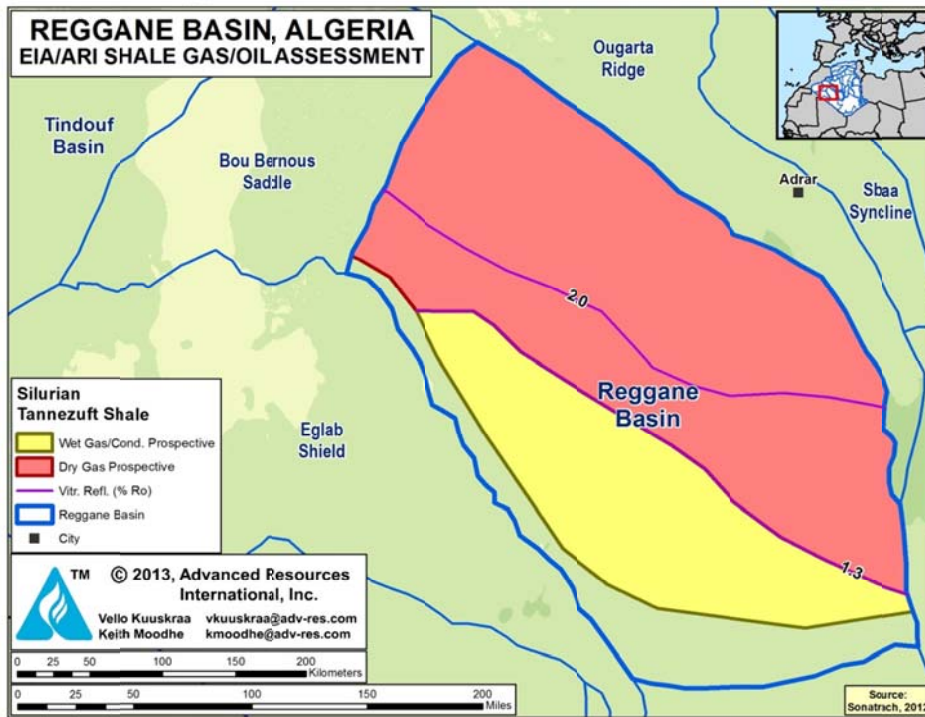 REGGANE BASIN, ALGERIA
EIA/ARI SHALE GAS/OIL ASSESSMENT
Ougarta
Ridge
Tindouf
Basin
Bou Bernous
Saddle
Adrar
Sbaa
Syncline
2.0
Reggane
Basin
Eglab
Shield
1.3
Silurian
Tannezuft Shale
Wet Gas/Cond. Prospective
Dry Gas Prospective
Vitr. Refl. (% Ro)
Reggane Basin
City
TM
© 2013, Advanced Resources
International, Inc.
Vello Kuuskraa vkuuskraa@adv-res.com
Keith Moodhe kmoodhe@adv-res.com
0 25 50 100 150 200
Kilometers
0 25 50 100 150 200
Miles
Source:
Sonatrach, 2012